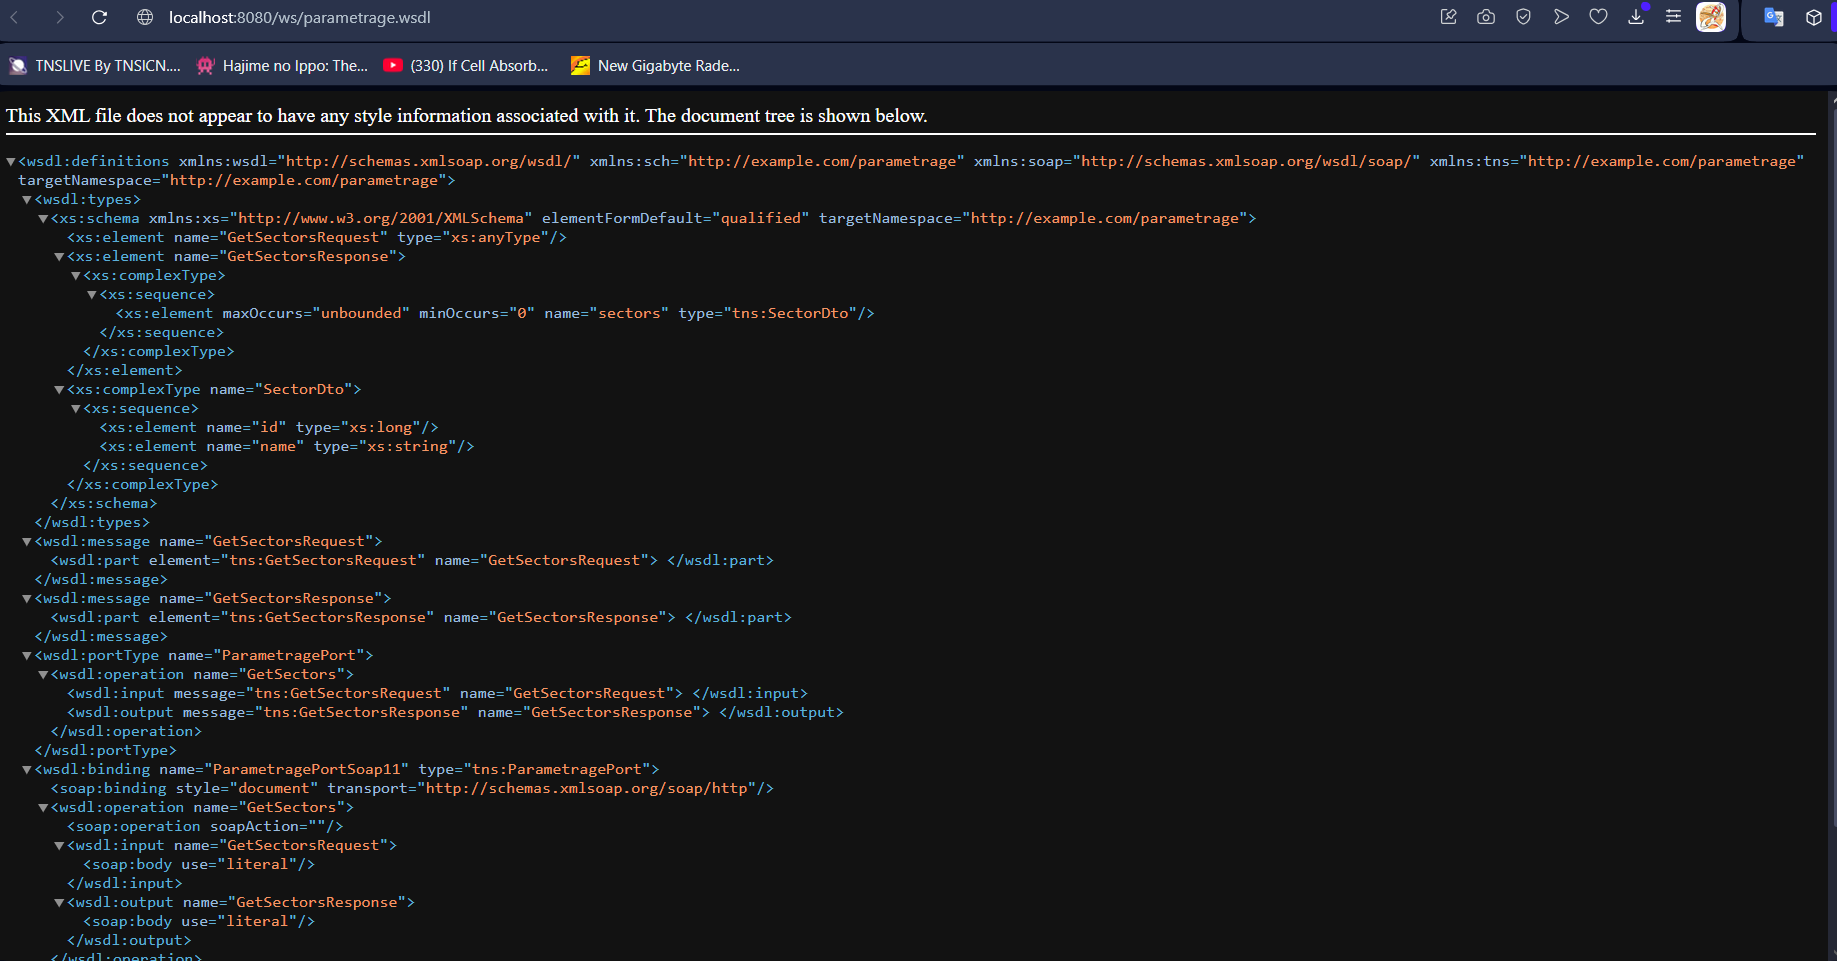 localhost:8080/ws/parametrage.wsdl
TNSLIVE By TNSICN.... Hajime no Ippo: The... (330) If Cell Absorb... New Gigabyte Rade...
This XML file does not appear to have any style information associated with it. The document tree is shown below.
▼<wsdl:definitions xmlns:wsdl="http://schemas.xmlsoap.org/wsdl/" xmlns:sch="http://example.com/parametrage" xmlns:soap="http://schemas.xmlsoap.org/wsdl/soap/" xmlns:tns="http://example.com/parametrage"
targetNamespace="http://example.com/parametrage">
▼<wsdl:types>
▼<xs:schema xmlns:xs="http://www.w3.org/2001/XMLSchema" elementFormDefault="qualified" targetNamespace="http://example.com/parametrage">
<xs:element name="GetSectorsRequest" type="xs:anyType"/>
▼<xs:element name="GetSectorsResponse">
▼<xs:complexType>
▼<xs:sequence>
<xs:element maxOccurs="unbounded" minOccurs="0" name="sectors" type="tns:SectorDto"/>
</xs:sequence>
</xs:complexType>
</xs:element>
▼<xs:complexType name="SectorDto">
▼<xs:sequence>
<xs:element name="id" type="xs:long"/>
<xs:element name="name" type="xs:string"/>
</xs:sequence>
</xs:complexType>
</xs:schema>
</wsdl:types>
▼<wsdl:message name="GetSectorsRequest">
<wsdl:part element="tns:GetSectorsRequest" name="GetSectorsRequest"> </wsdl:part>
</wsdl:message>
▼<wsdl:message name="GetSectorsResponse">
<wsdl:part element="tns:GetSectorsResponse" name="GetSectorsResponse"> </wsdl:part>
</wsdl:message>
▼<wsdl:portType name="ParametragePort">
▼<wsdl:operation name="GetSectors">
<wsdl:input message="tns:GetSectorsRequest" name="GetSectorsRequest"> </wsdl:input>
<wsdl:output message="tns:GetSectorsResponse" name="GetSectorsResponse"> </wsdl:output>
</wsdl:operation>
</wsdl:portType>
▼<wsdl:binding name="ParametragePortSoap11" type="tns:ParametragePort">
<soap:binding style="document" transport="http://schemas.xmlsoap.org/soap/http"/>
▼<wsdl:operation name="GetSectors">
<soap:operation soapAction=""/>
▼<wsdl:input name="GetSectorsRequest">
<soap:body use="literal"/>
</wsdl:input>
▼<wsdl:output name="GetSectorsResponse">
<soap:body use="literal"/>
</wsdl:output>
</wsdl:operation>